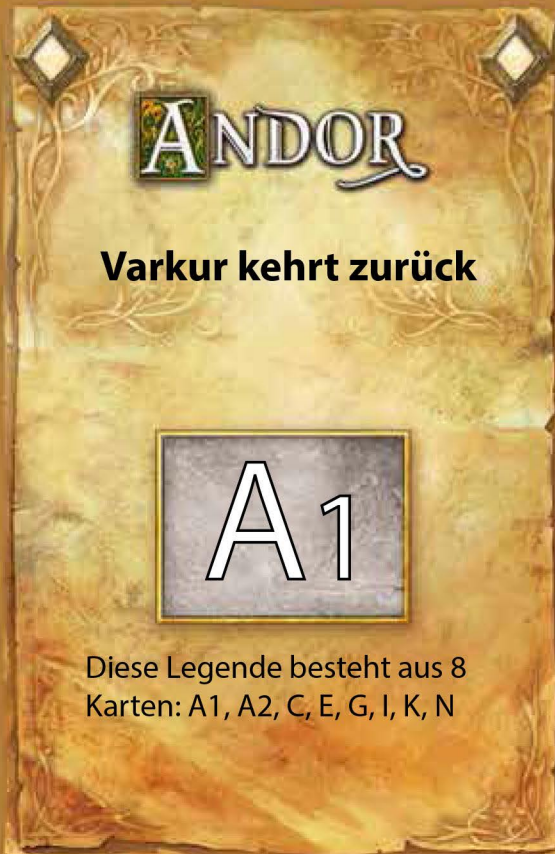 ANDOR
Varkur kehrt zurück
A1
Diese Legende besteht aus 8
Karten: A1, A2, C, E, G, I, K, N